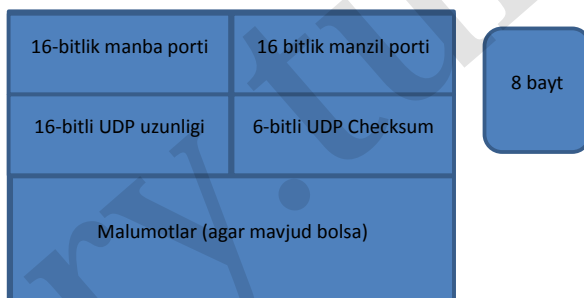 16-bitlik manba porti
16 bitlik manzil porti
8 bayt
16-bitli UDP uzunligi
6-bitli UDP Checksum
Malumotlar (agar mavjud bolsa)